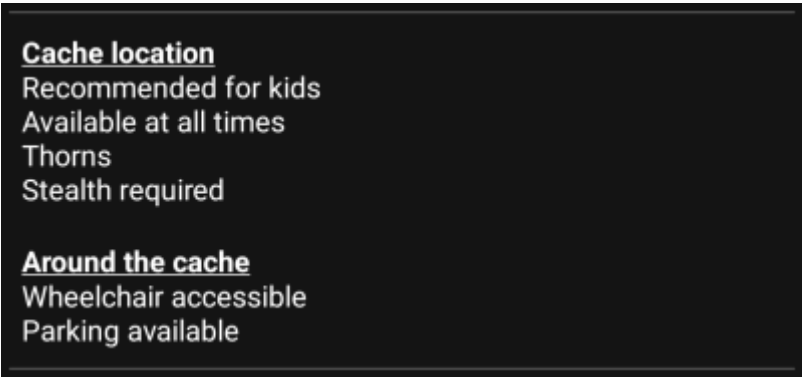 Cache location
Recommended for kids
Available at all times
Thorns
Stealth required
Around the cache
Wheelchair accessible
Parking available